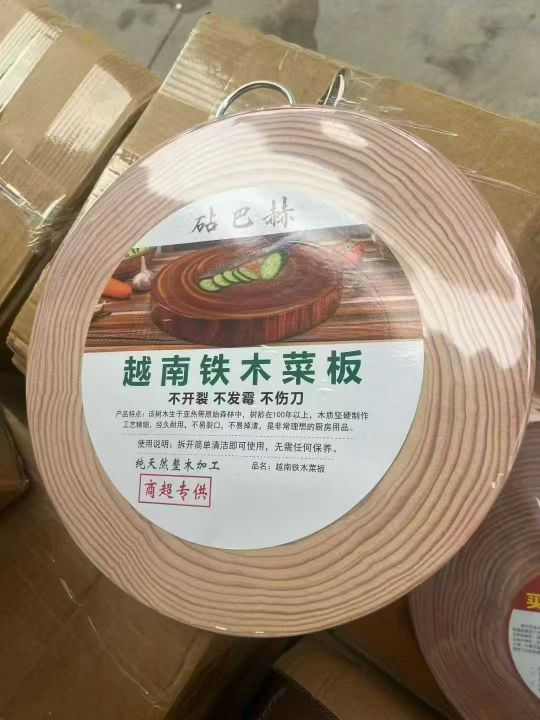 砧巴赫
越南铁木菜板
不开裂 不发霉 不伤刀
产品特点：该树木生于亚热带原始森林中，树龄在100年以上，木质坚硬制作
工艺精细，经久耐用，不易裂口，不易掉渣，是非常理想的厨房用品。
使用说明：拆开简单清洁即可使用，无需任何保养。
纯天然整木加工
品名：越南铁木菜板
商超专供
买